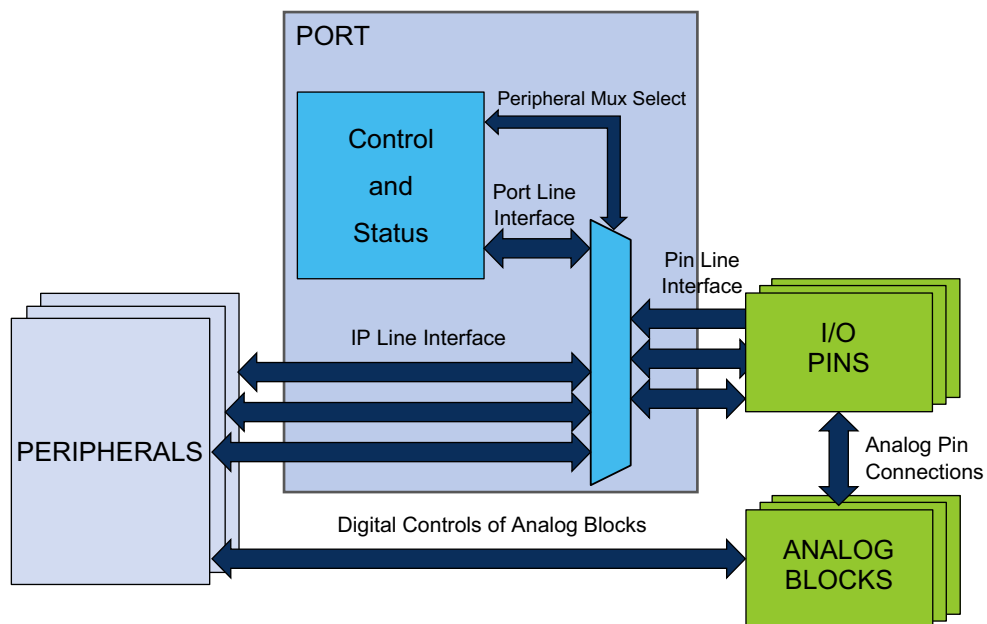 PORT
Peripheral Mux Select
Control
and
Status
Port Line
Interface
Pin Line
Interface
IP Line Interface
I/O
PINS
PERIPHERALS
Analog Pin
Connections
Digital Controls of Analog Blocks
ANALOG
BLOCKS